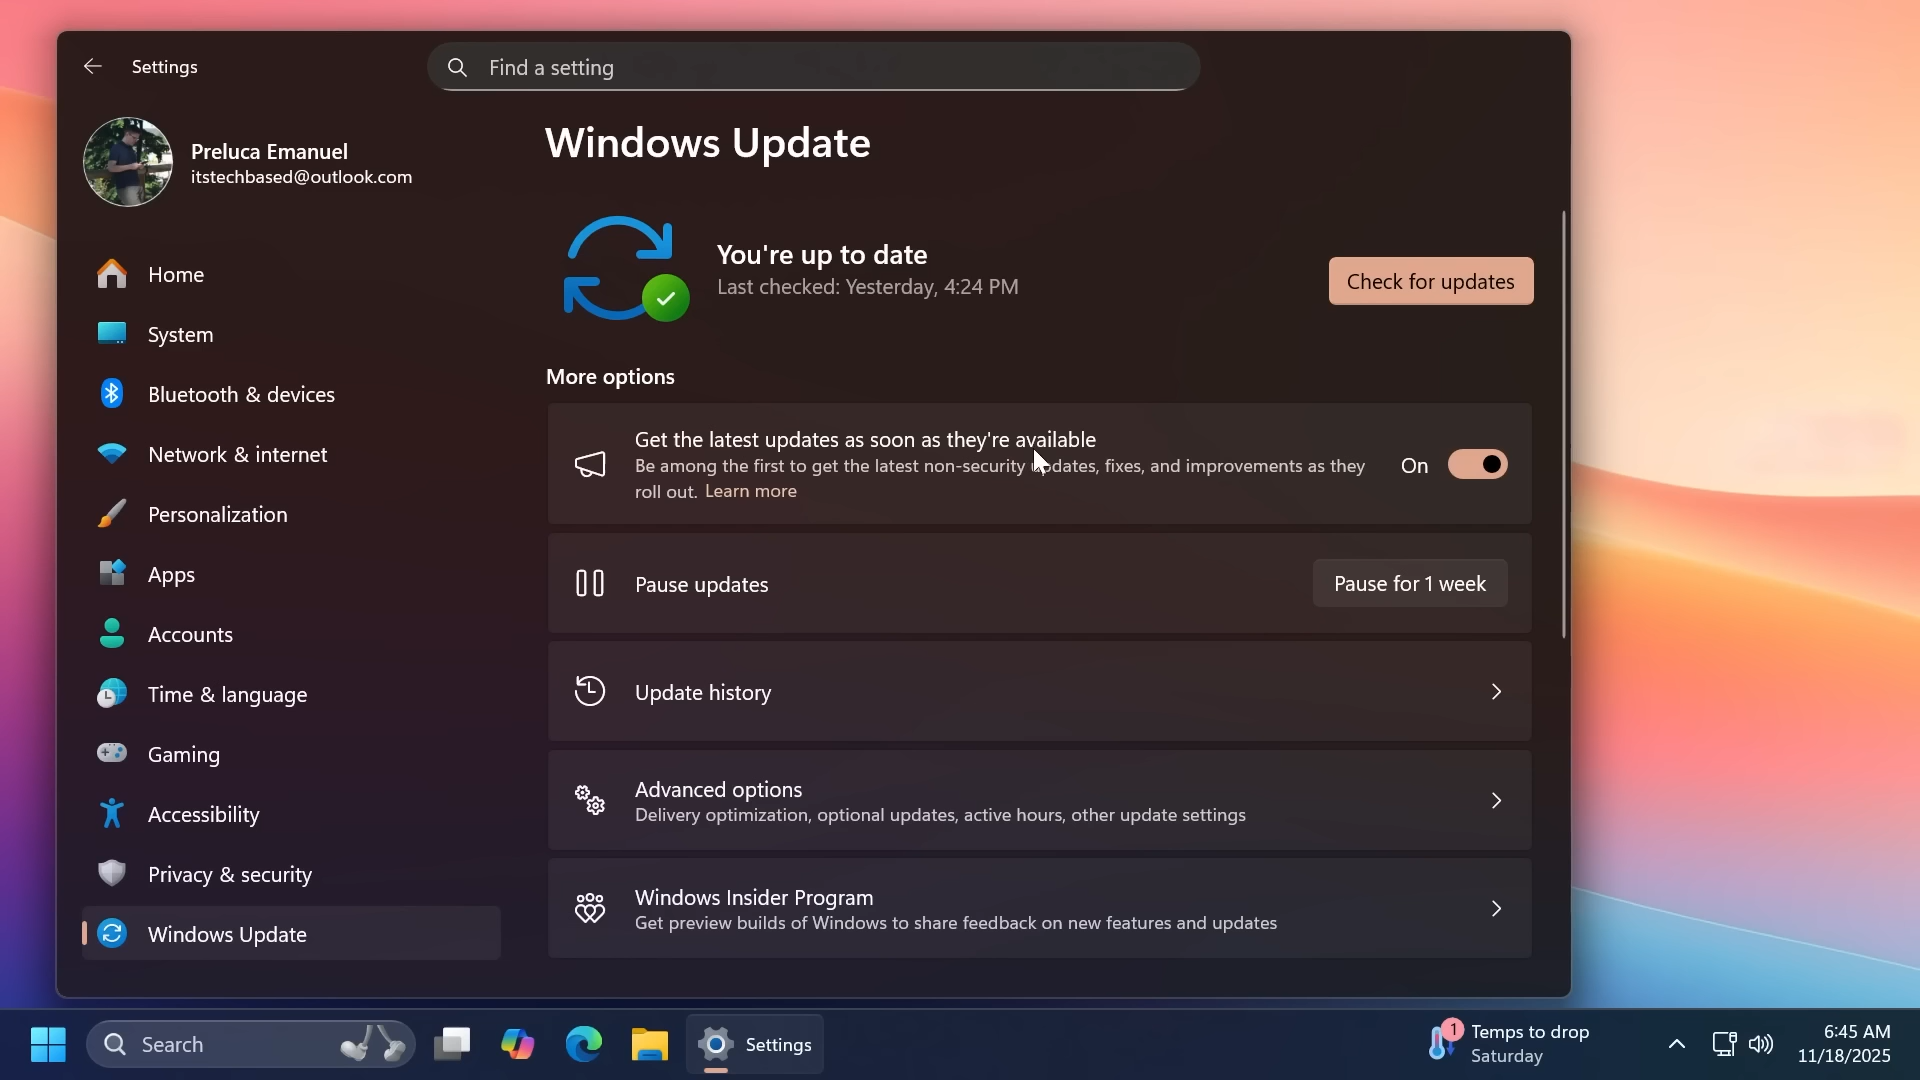 Settings
Find a setting
Preluca Emanuel
itstechbased@outlook.com
Home
System
Bluetooth & devices
Network & internet
Personalization
Apps
Accounts
Time & language
Gaming
Accessibility
Privacy & security
Windows Update
Windows Update
You're up to date
Last checked: Yesterday, 4:24 PM
Check for updates
More options
Get the latest updates as soon as they're available
Be among the first to get the latest non-security updates, fixes, and improvements as they
roll out. Learn more
On
Pause updates
Pause for 1 week
Update history
Advanced options
Delivery optimization, optional updates, active hours, other update settings
Windows Insider Program
Get preview builds of Windows to share feedback on new features and updates
Search
Settings
1
Temps to drop
Saturday
6:45 AM
11/18/2025